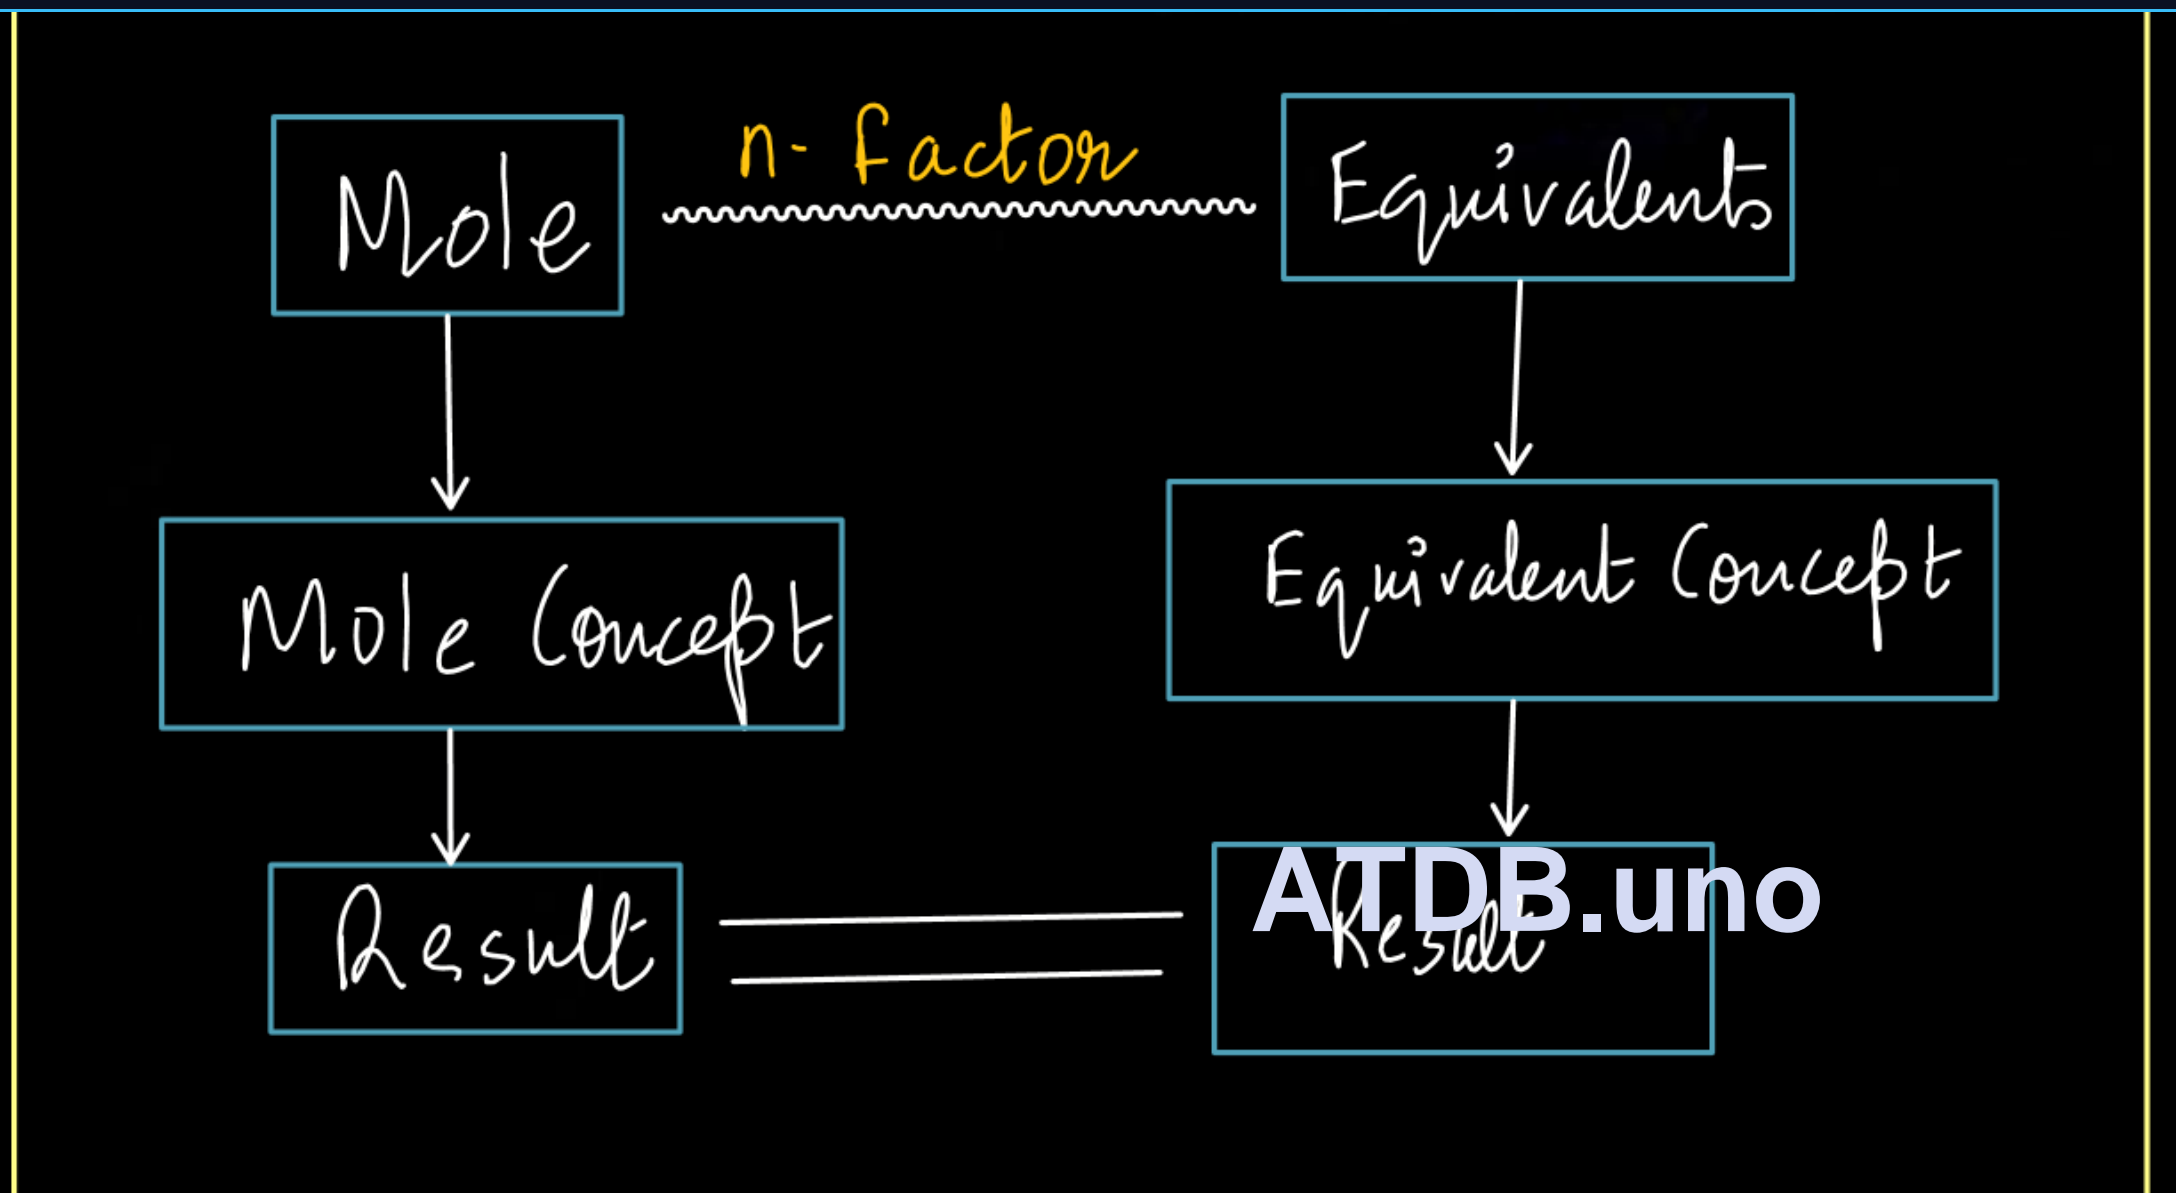 n-factor
Mole
Equivalents
Mole Concept
Equivalent Concept
Result
Result
ATDB.uno